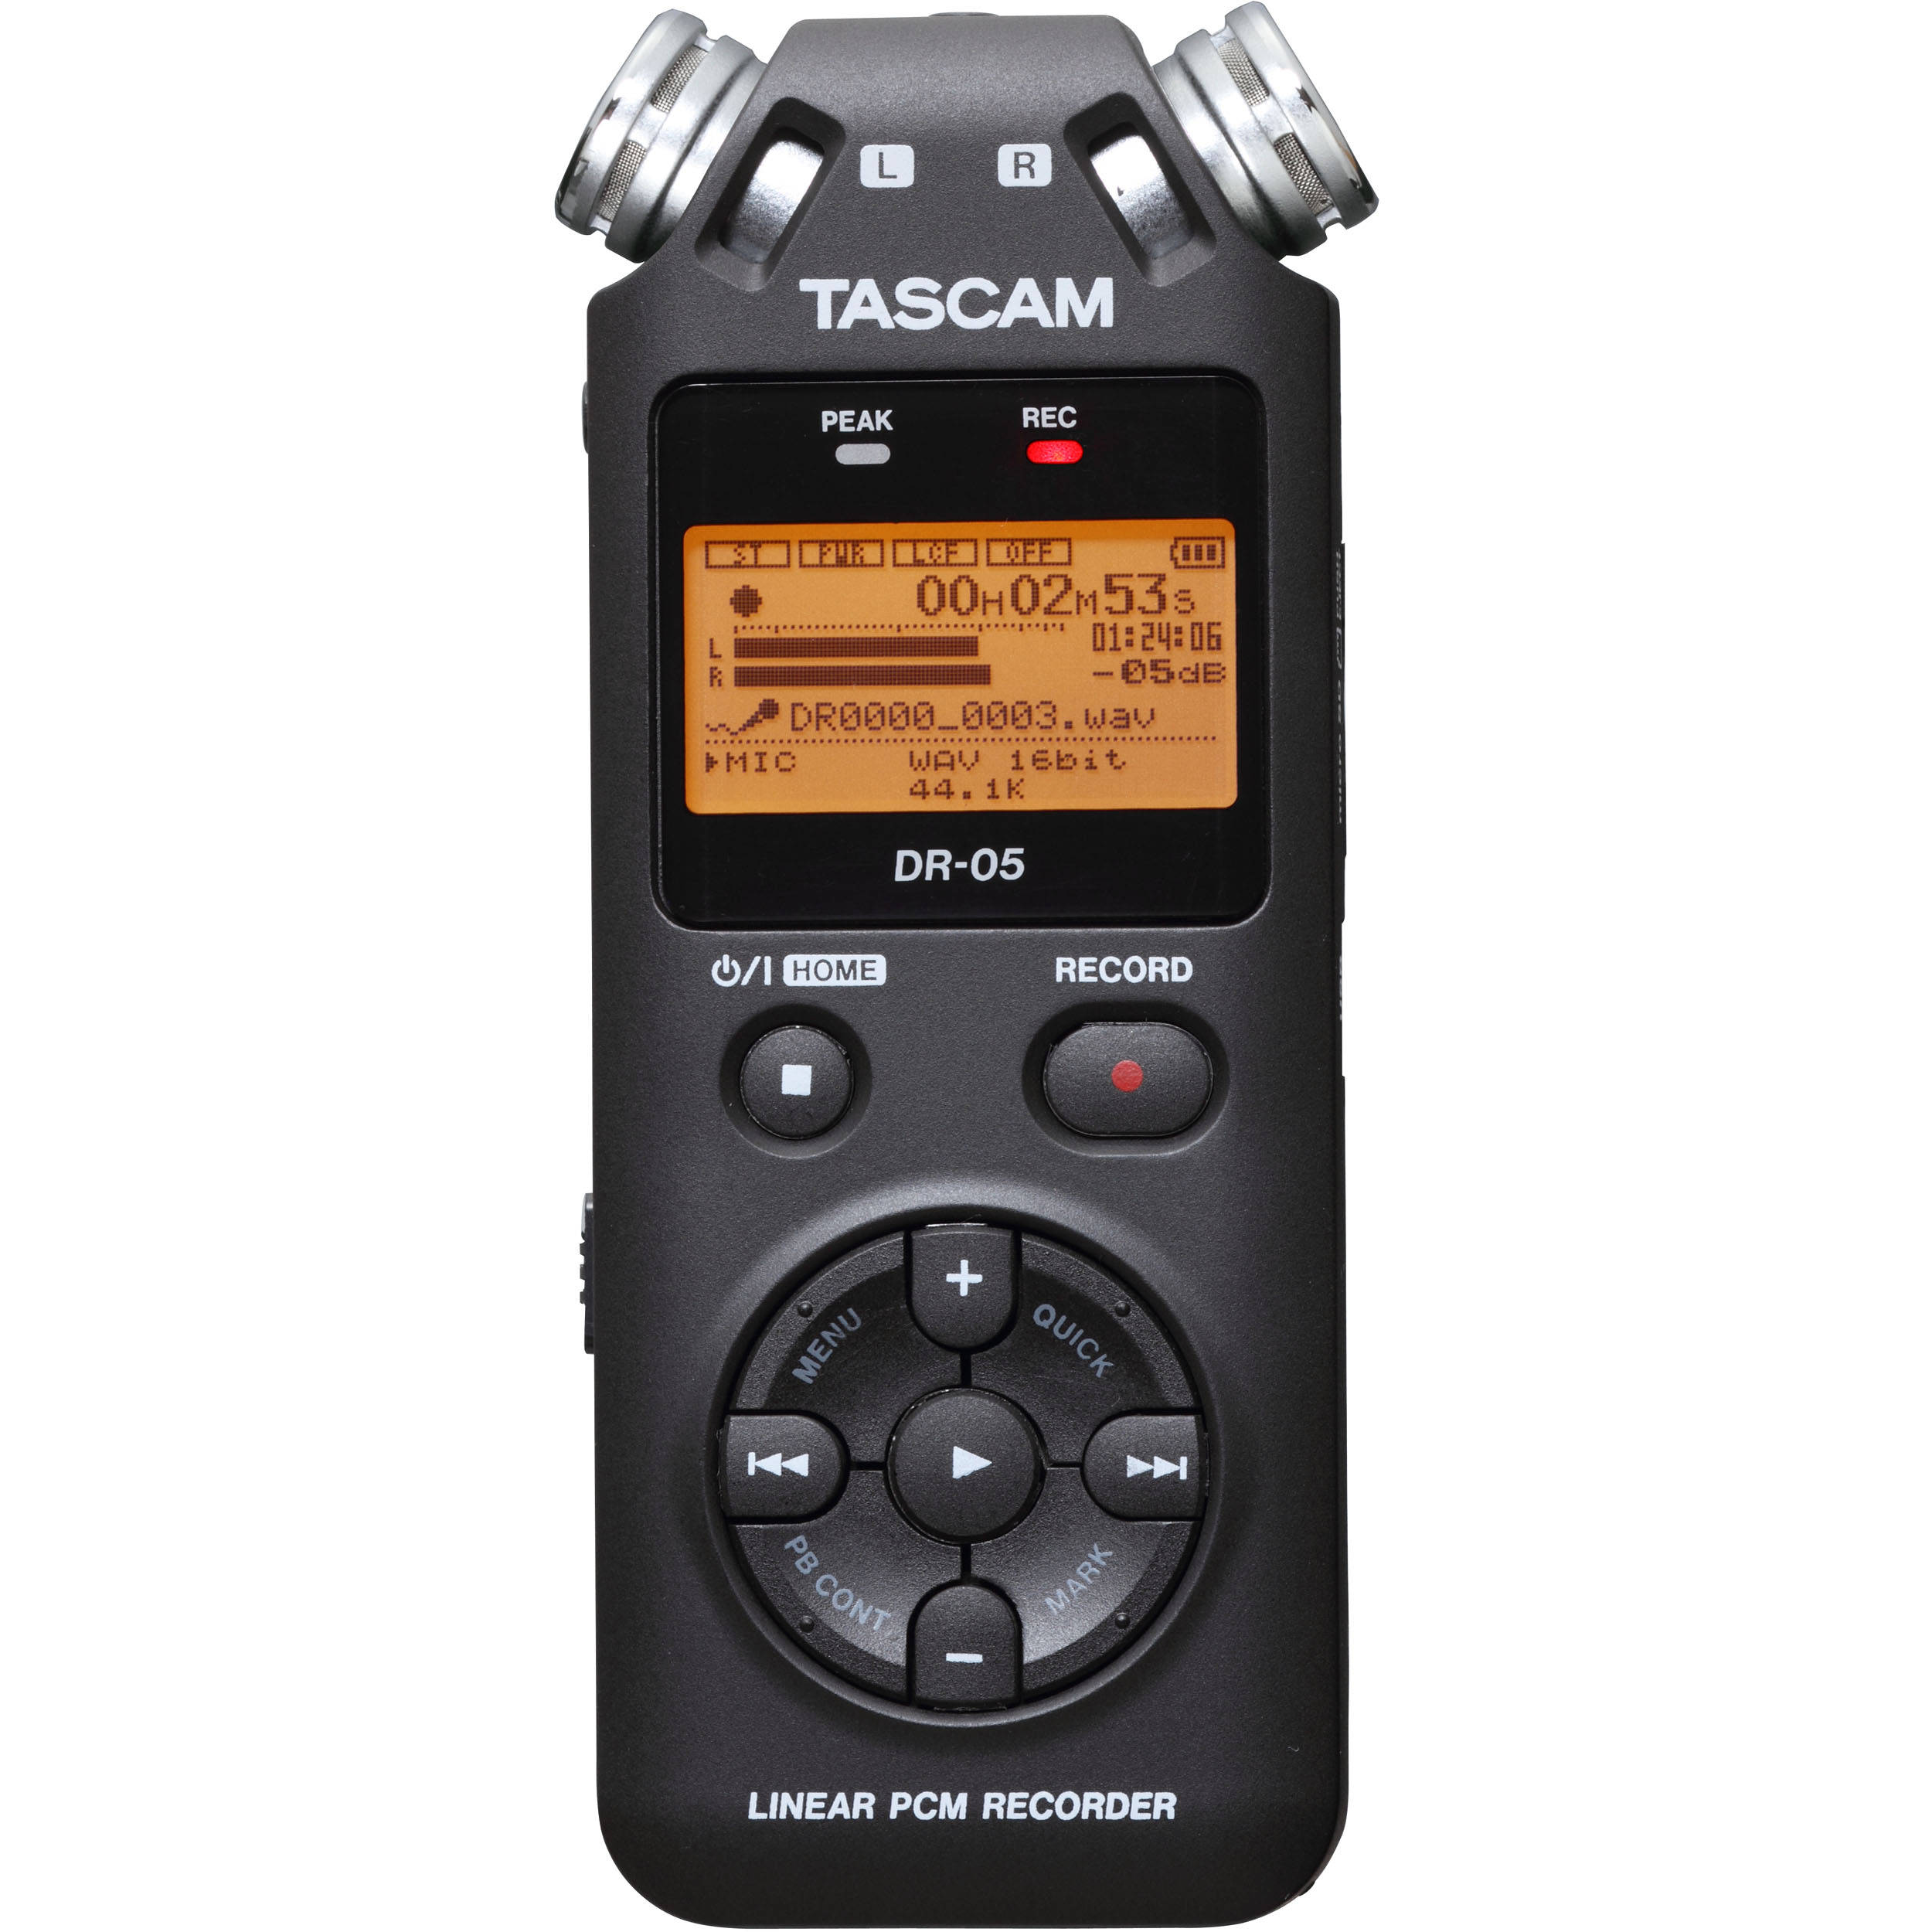 L R
TASCAM
PEAK REC
ST PWR LCF OFF
00H02M53S
L 01:24:06
R -05dB
DR0000_0003.wav
MIC WAV 16bit
44.1K
DR-05
/I HOME RECORD
MENU QUICK
PB CONT MARK
LINEAR PCM RECORDER